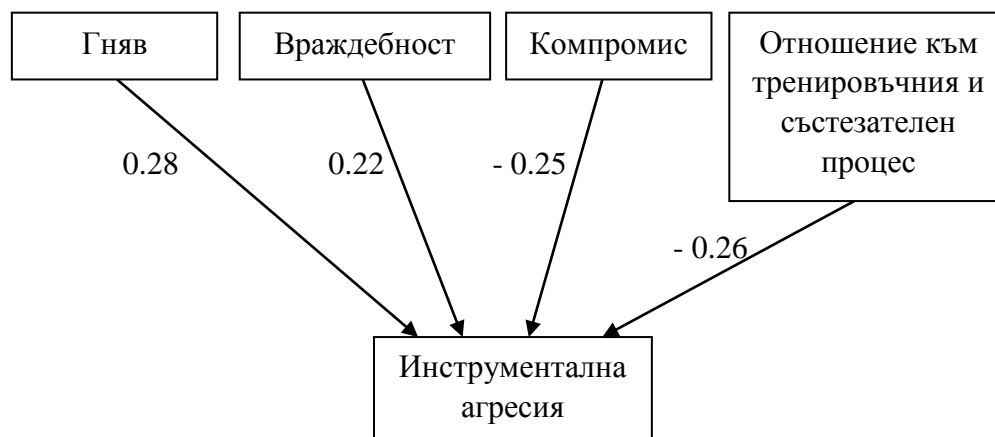 Гняв
Враждебност
Компромис
Отношение към
тренировъчния и
състезателен
процес
0.28
0.22
- 0.25
- 0.26
Инструментална
агресия